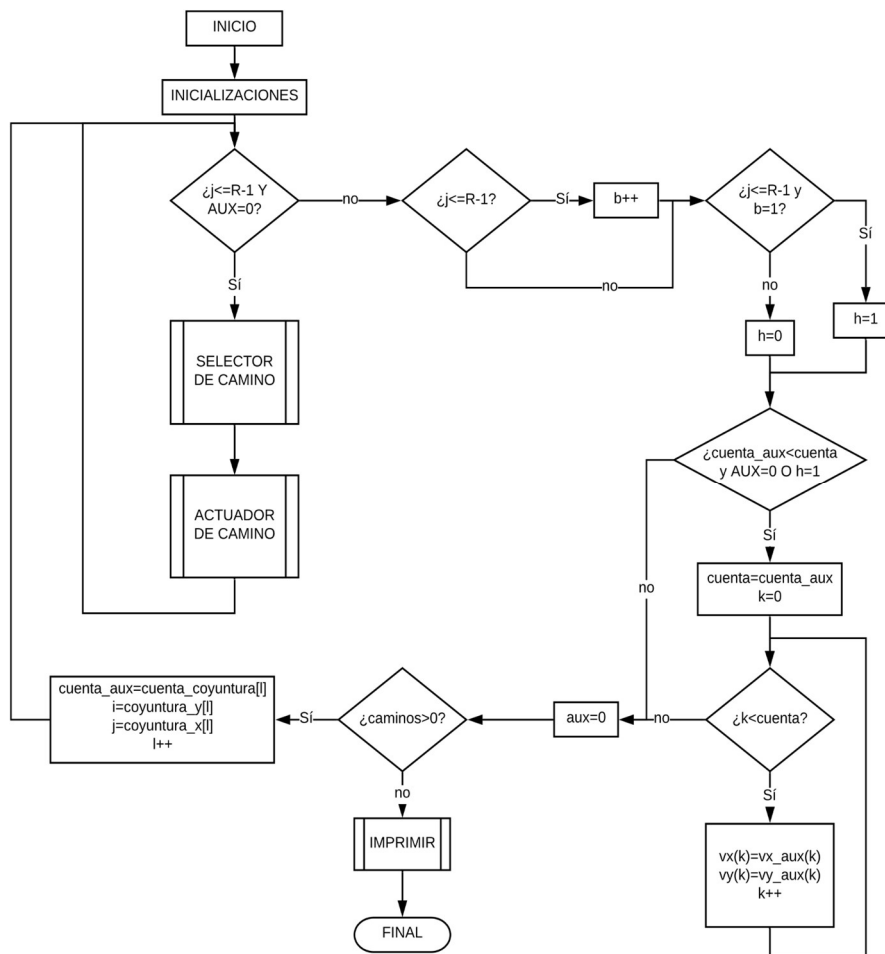 INICIO
INICIALIZACIONES
¿j<=R-1 Y
AUX=0?
no
¿j<=R-1?
Sí
b++
¿j<=R-1 y
b=1?
Sí
no
no
Sí
h=1
h=0
SELECTOR
DE CAMINO
¿cuenta_aux<cuenta
y AUX=0 O h=1
ACTUADOR
DE CAMINO
Sí
no
cuenta=cuenta_aux
k=0
cuenta_aux=cuenta_coyuntura[l]
i=coyuntura_y[l]
j=coyuntura_x[l]
l++
Sí
¿caminos>0?
aux=0
no
¿k<cuenta?
no
Sí
IMPRIMIR
vx(k)=vx_aux(k)
vy(k)=vy_aux(k)
k++
FINAL